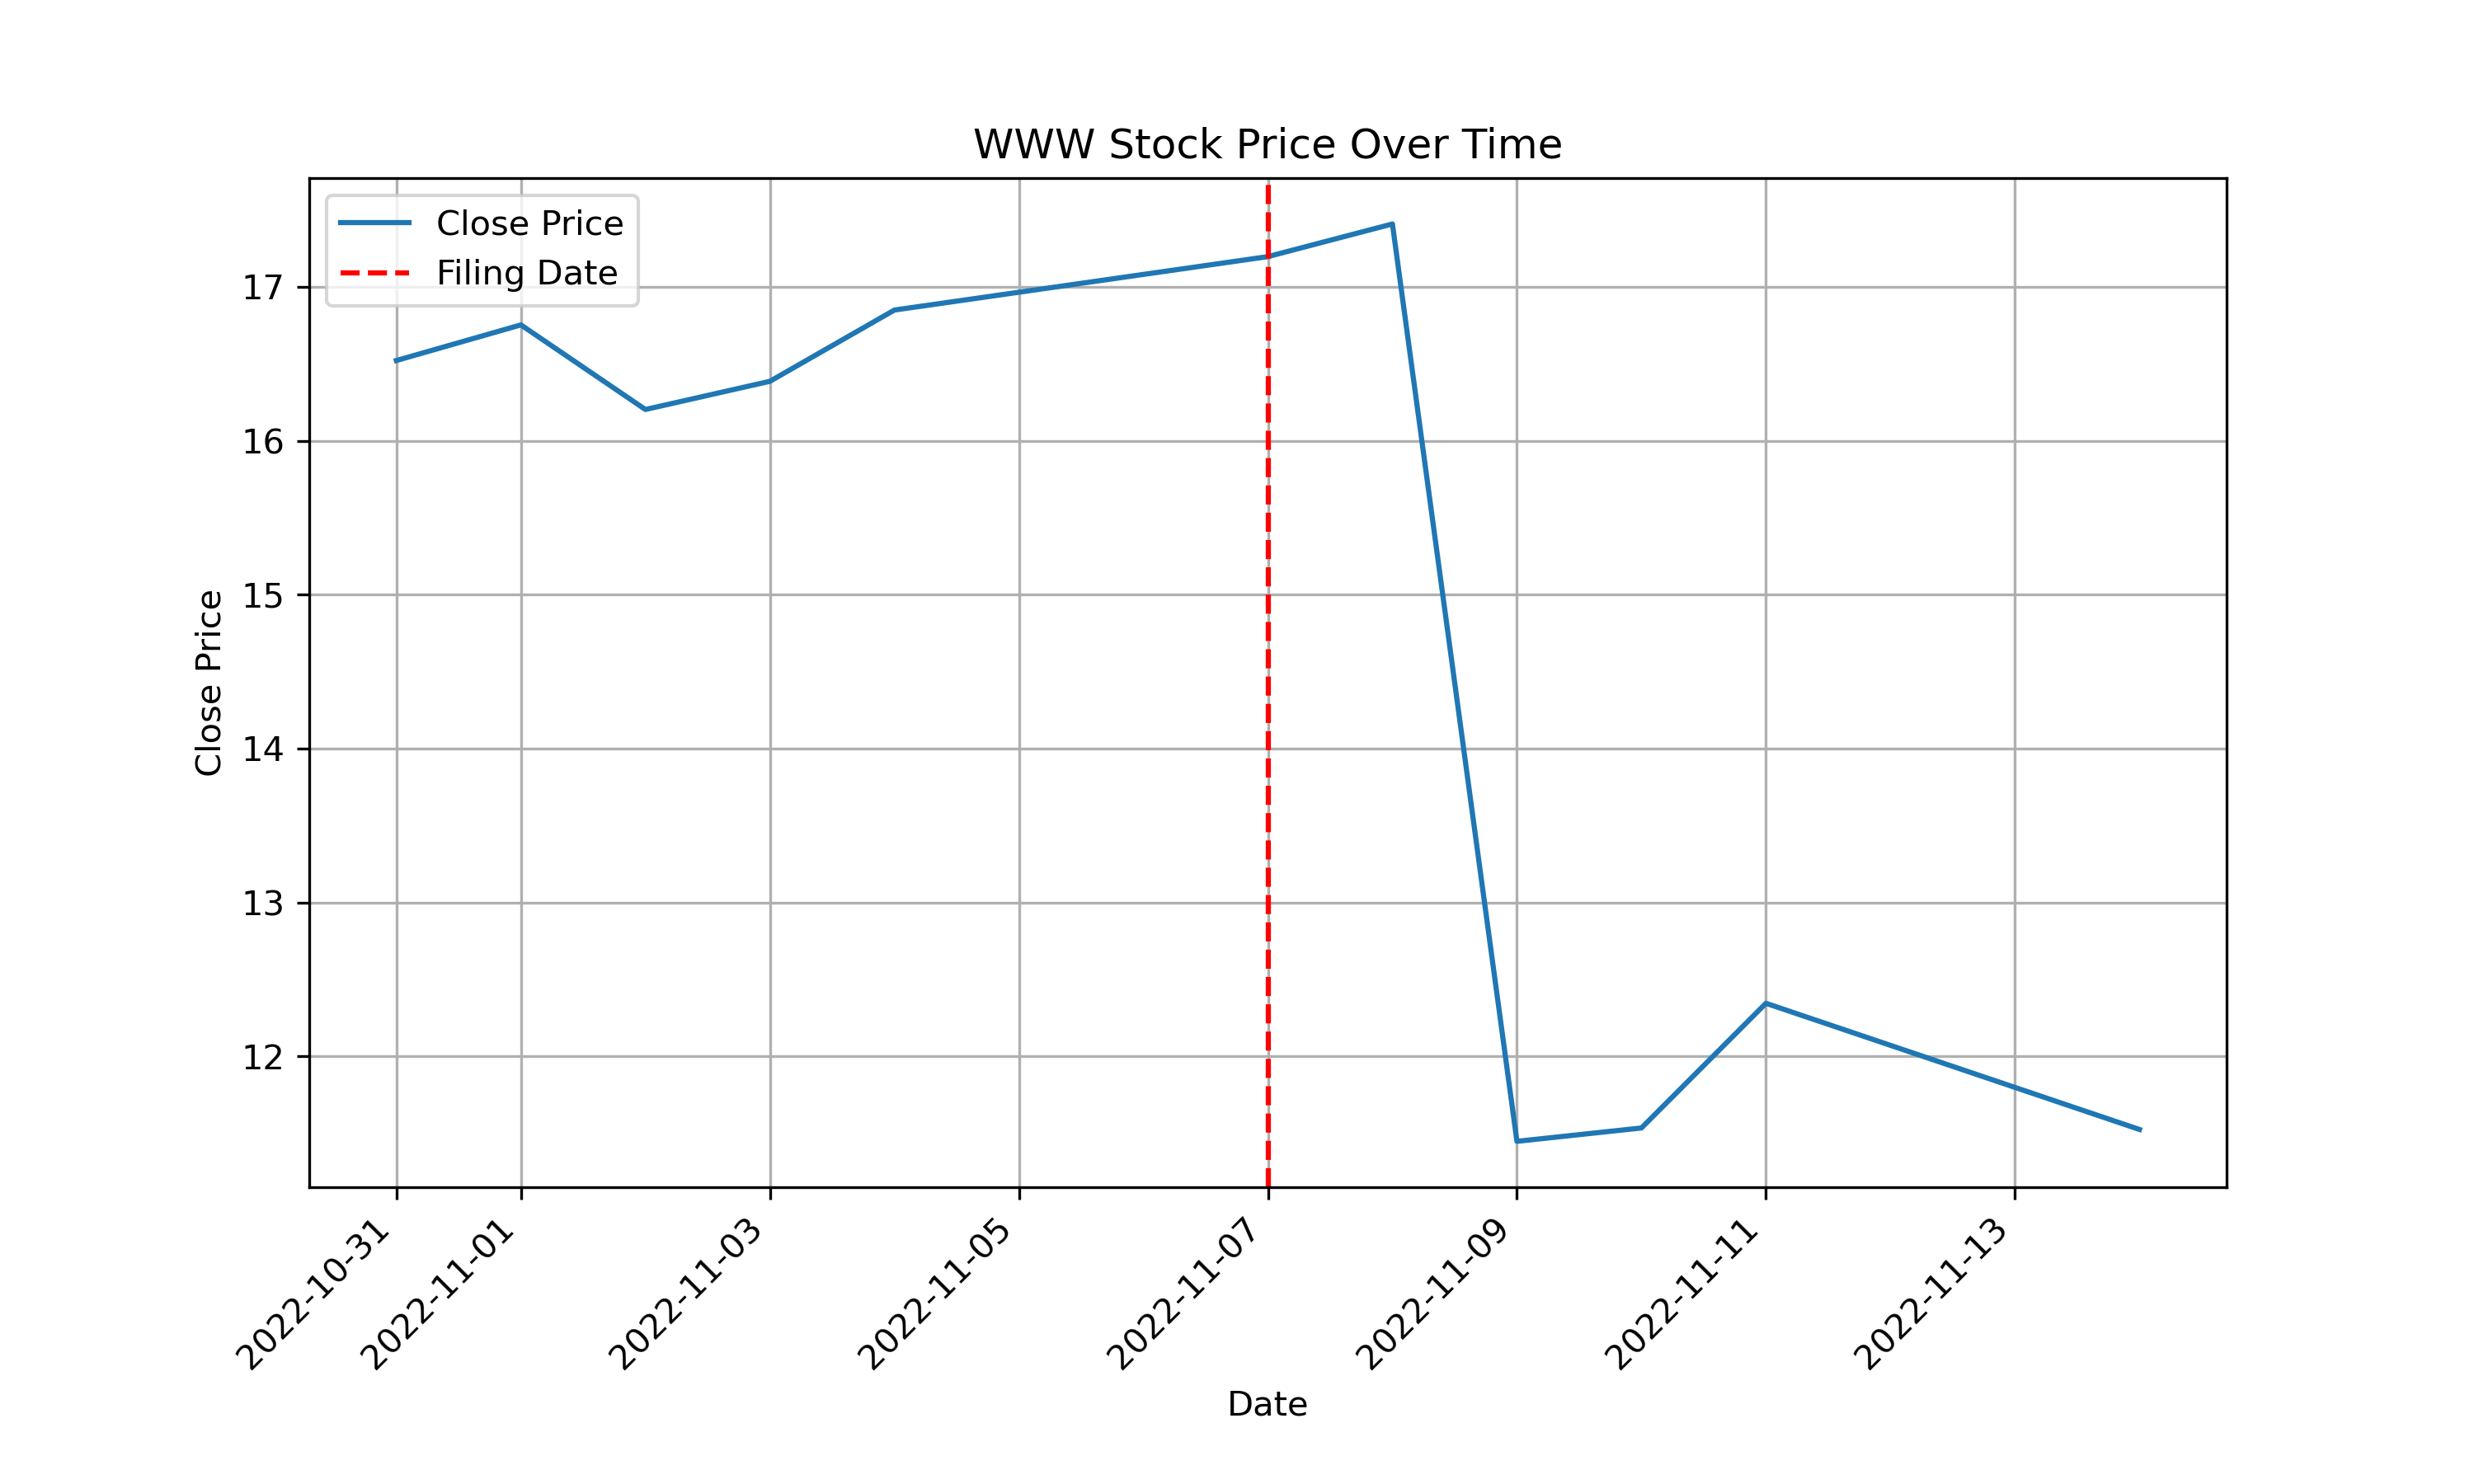 WWW Stock Price Over Time
Close Price
Filing Date
17
16
15
14
13
12
Close Price
2022-10-31
2022-11-01
2022-11-03
2022-11-05
2022-11-07
2022-11-09
2022-11-11
2022-11-13
Date